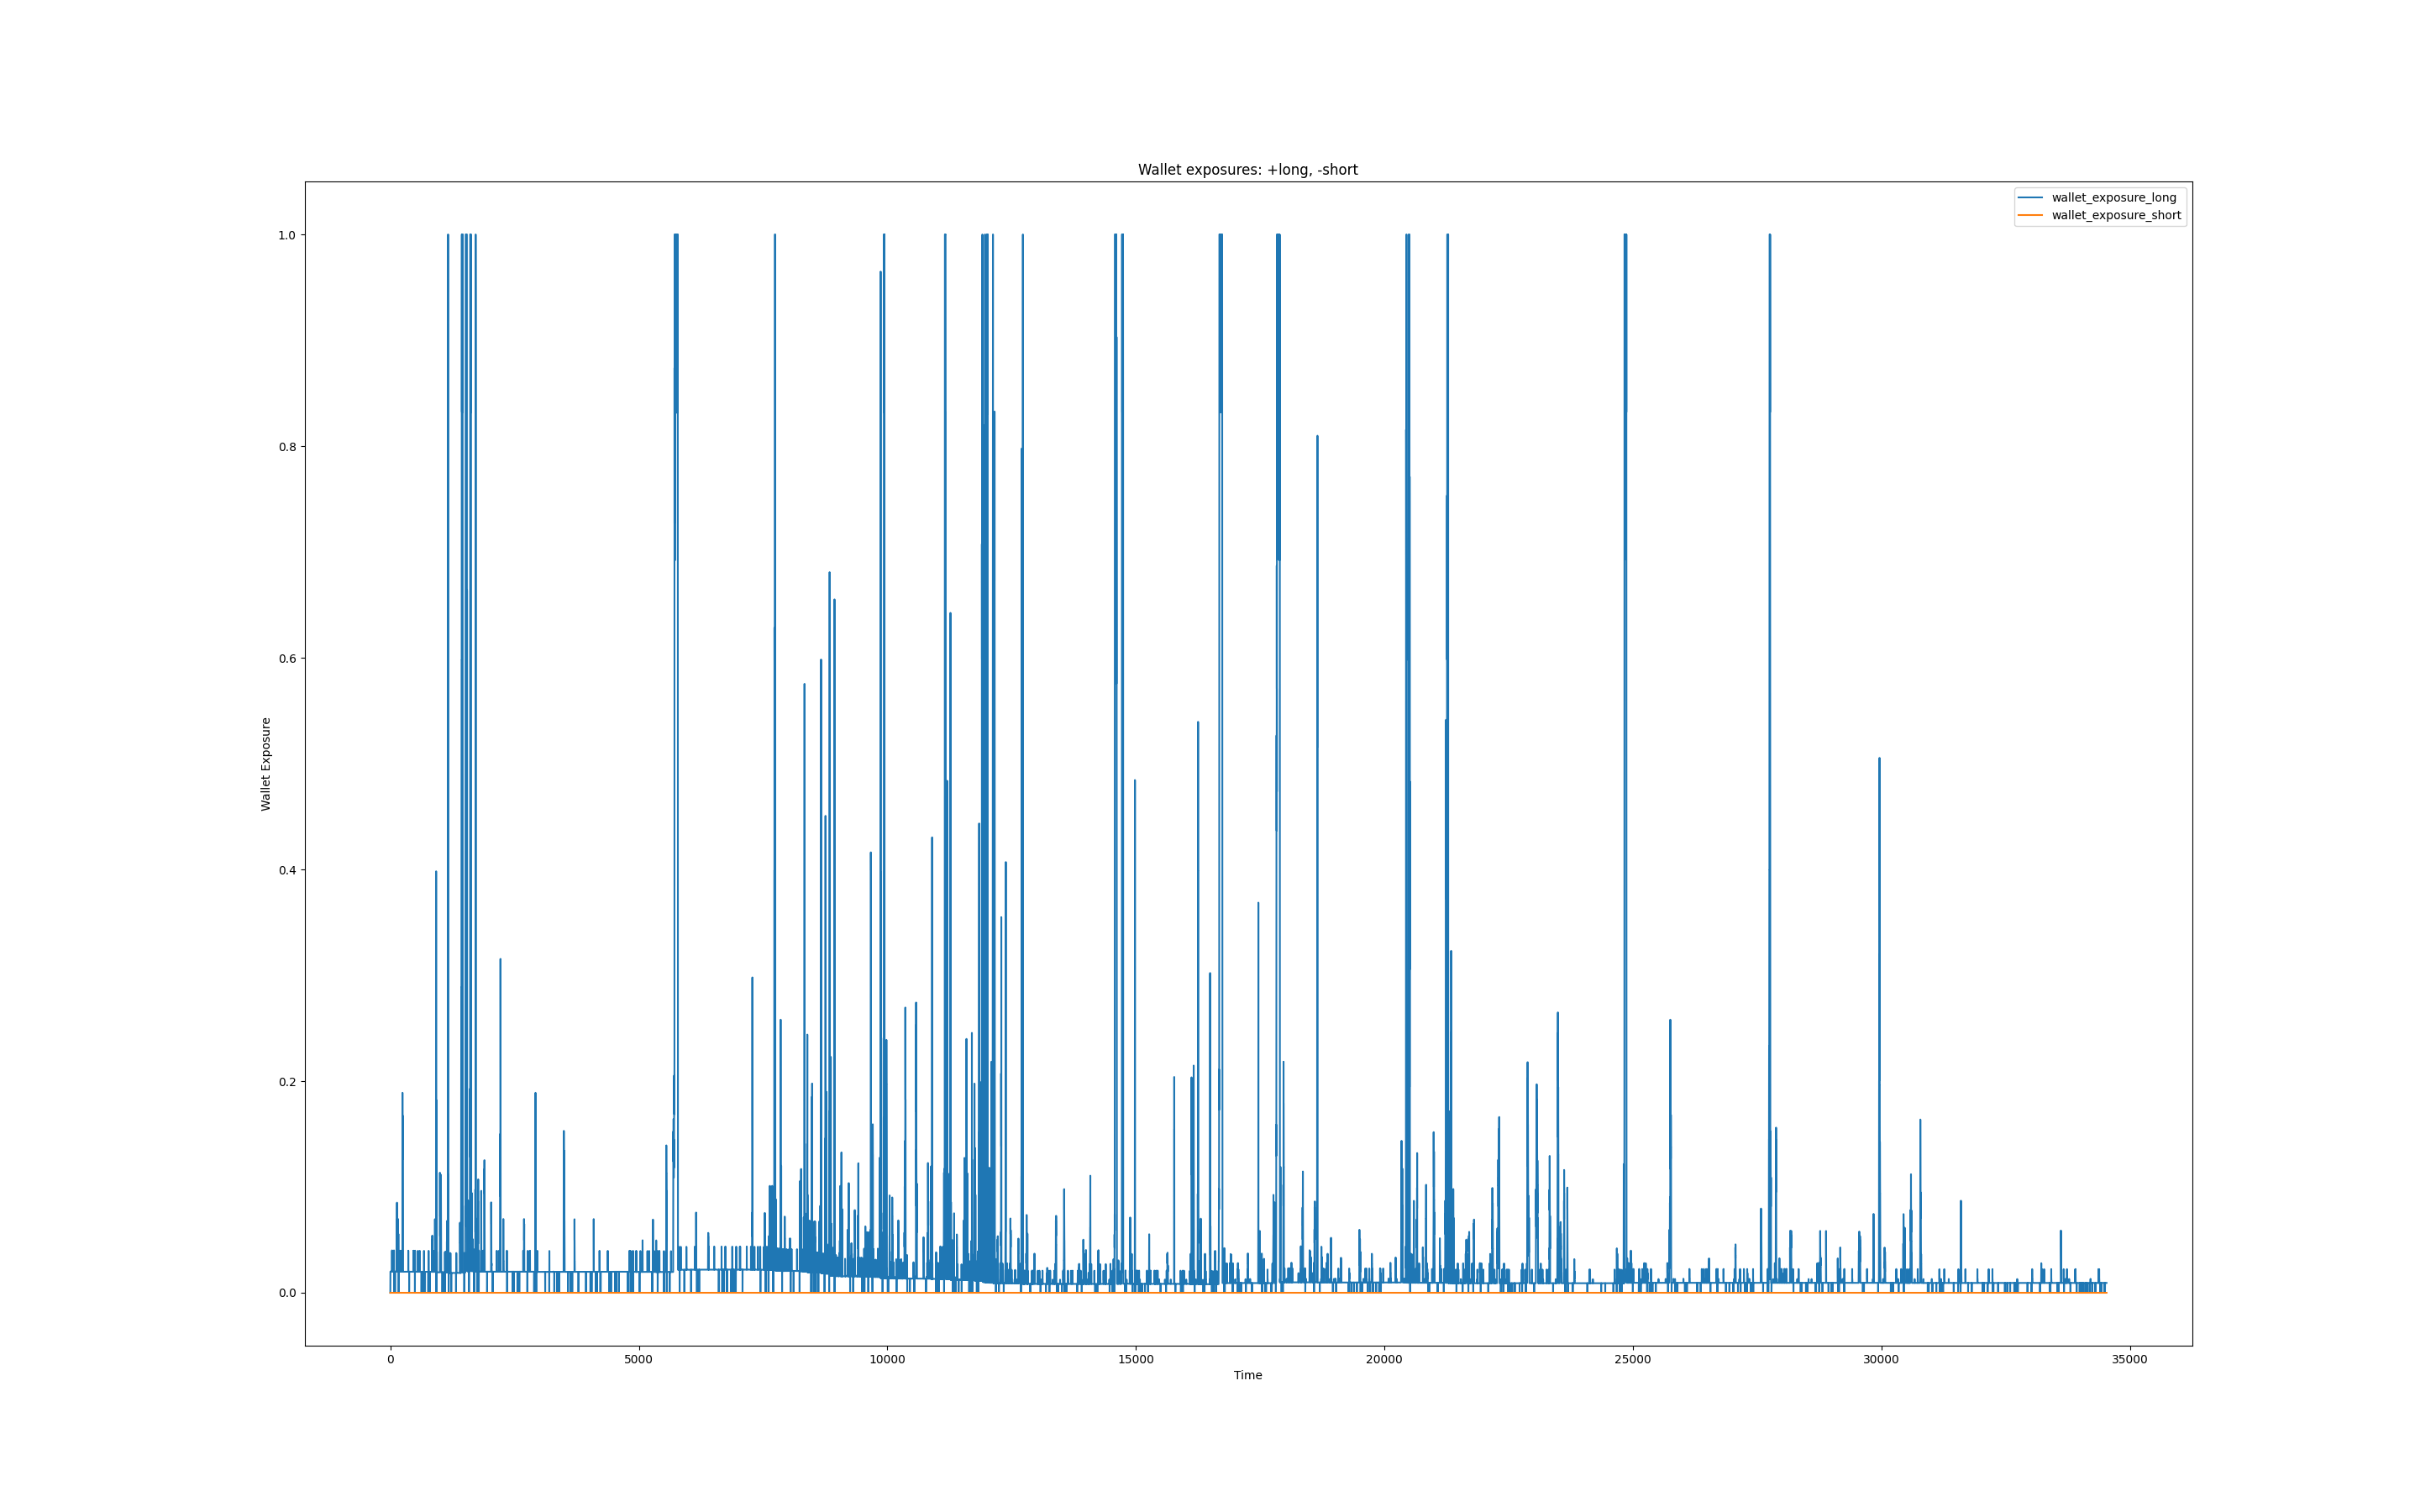 Wallet exposures: +long, -short
wallet_exposure_long
wallet_exposure_short
1.0
0.8
0.6
0.4
0.2
0.0
Wallet Exposure
0 5000 10000 15000 20000 25000 30000 35000
Time